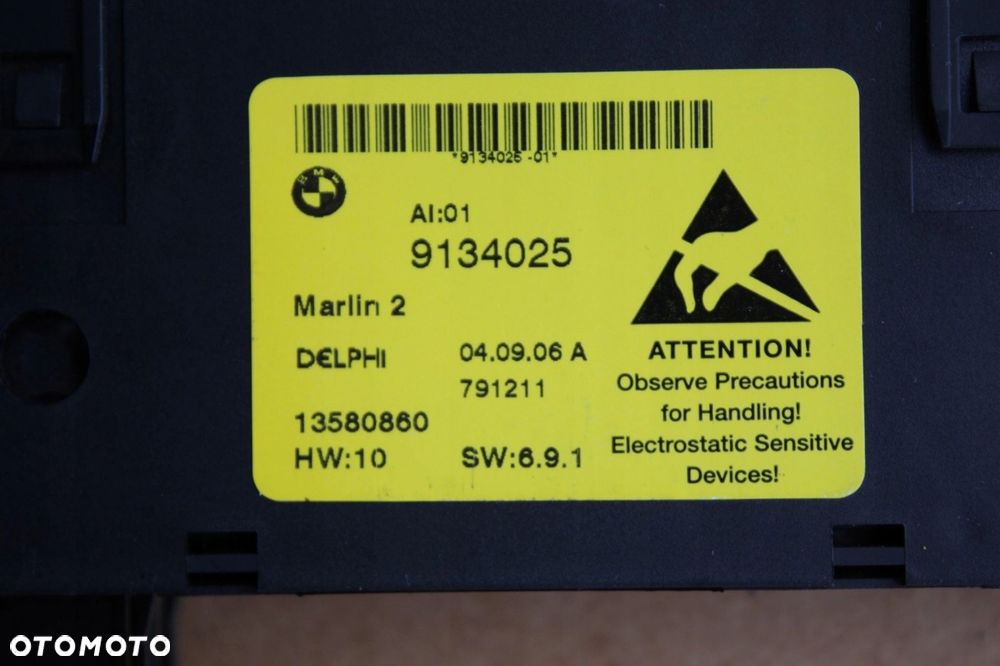 *9134025 -01*
BMW
AI:01
9134025
Marlin 2
DELPHI 04.09.06 A
791211
13580860
HW:10 SW:6.9.1
ATTENTION!
Observe Precautions
for Handling!
Electrostatic Sensitive
Devices!
OTOMOTO